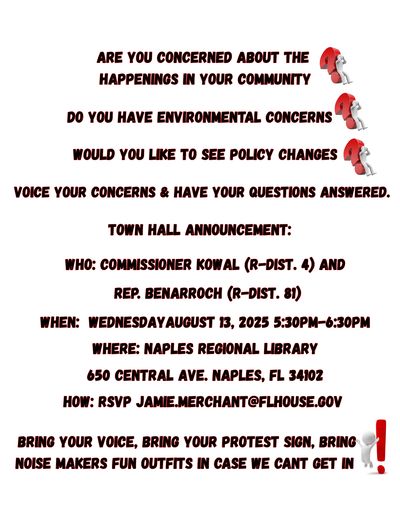 ARE YOU CONCERNED ABOUT THE
HAPPENINGS IN YOUR COMMUNITY
DO YOU HAVE ENVIRONMENTAL CONCERNS
WOULD YOU LIKE TO SEE POLICY CHANGES
VOICE YOUR CONCERNS & HAVE YOUR QUESTIONS ANSWERED.
TOWN HALL ANNOUNCEMENT:
WHO: COMMISSIONER KOWAL (R-DIST. 4) AND
REP. BENARROCH (R-DIST. 81)
WHEN: WEDNESDAYAUGUST 13, 2025 5:30PM-6:30PM
WHERE: NAPLES REGIONAL LIBRARY
650 CENTRAL AVE. NAPLES, FL 34102
HOW: RSVP JAMIE.MERCHANT@FLHOUSE.GOV
BRING YOUR VOICE, BRING YOUR PROTEST SIGN, BRING
NOISE MAKERS FUN OUTFITS IN CASE WE CANT GET IN